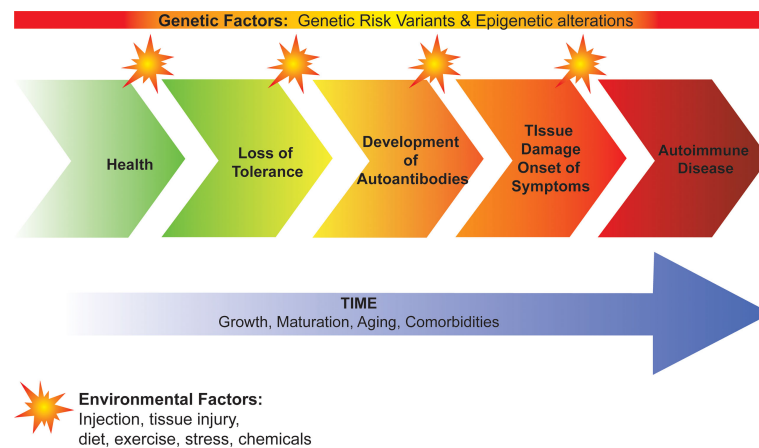 Genetic Factors: Genetic Risk Variants & Epigenetic alterations
Health
Loss of
Tolerance
Development
of
Autoantibodies
TIssue
Damage
Onset of
Symptoms
Autoimmune
Disease
TIME
Growth, Maturation, Aging, Comorbidities
Environmental Factors:
Injection, tissue injury,
diet, exercise, stress, chemicals